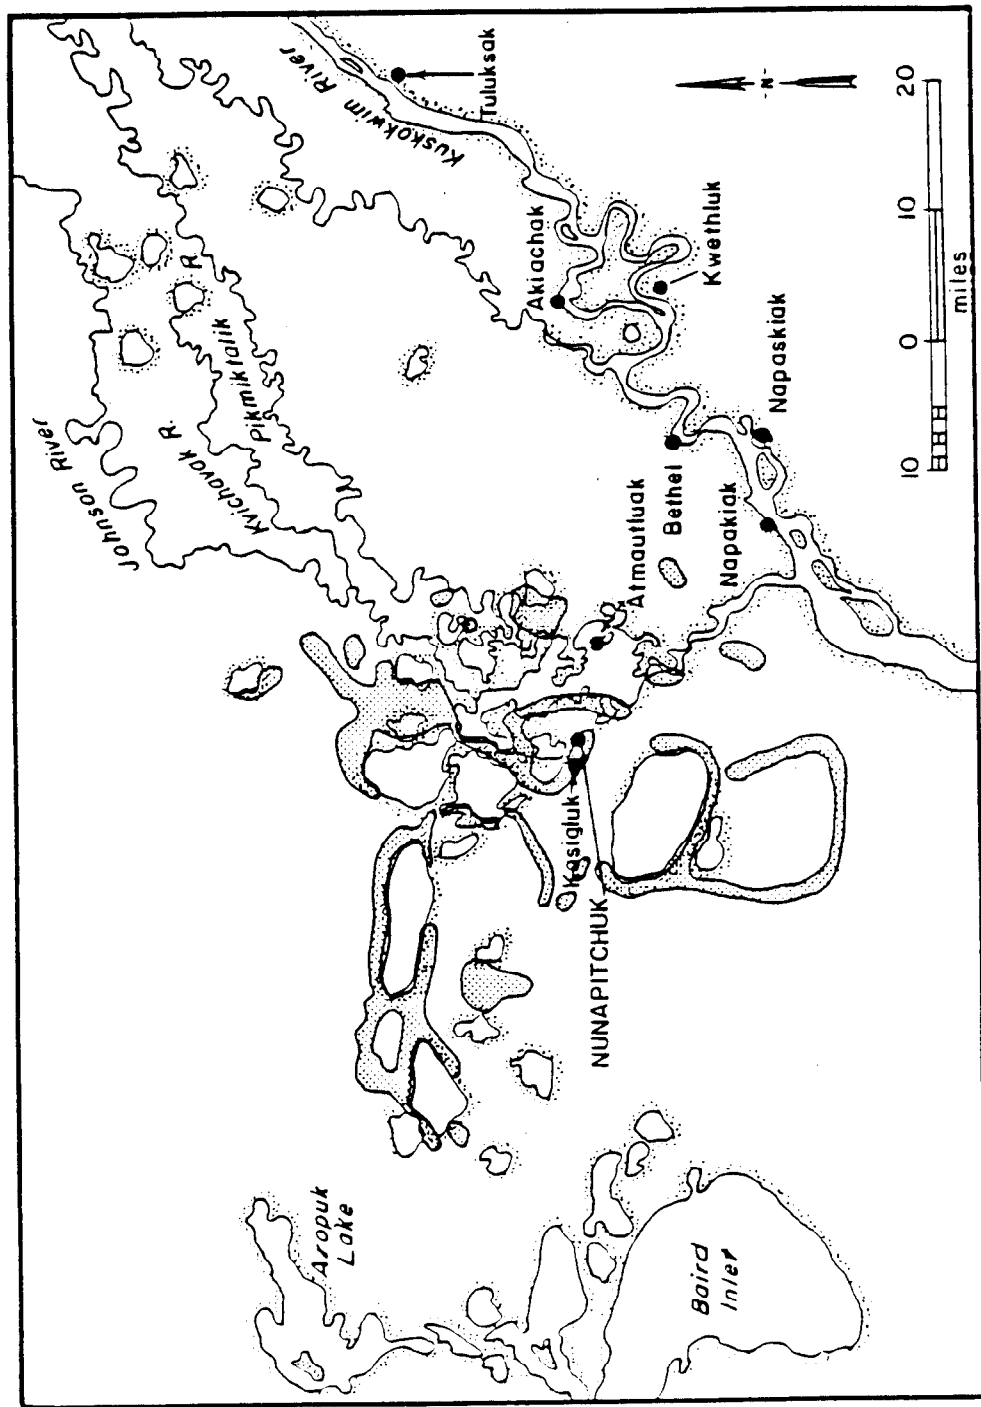 Johnson River
Kvichavak R.
Pikmiktalik R.
Kuskokwim River
Tuluksak
Akiachak
Kwethluk
Napaskiak
Bethel
Atmautluak
Napakiak
Kasigluk
NUNAPITCHUK
Aropuk
Lake
Baird
Inlet
-N-
10 0 10 20
miles